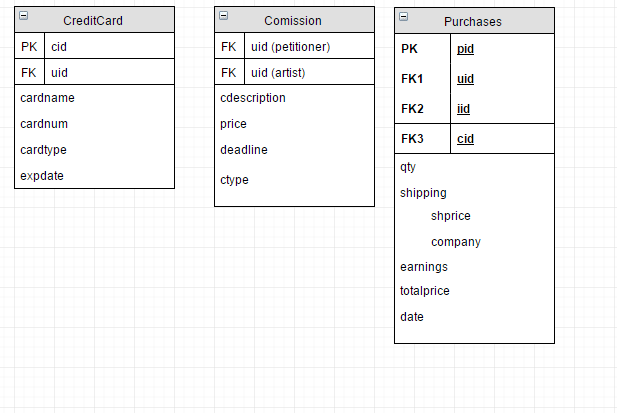 CreditCard
PK cid
FK uid
cardname
cardnum
cardtype
expdate
Comission
FK uid (petitioner)
FK uid (artist)
cdescription
price
deadline
ctype
Purchases
PK pid
FK1 uid
FK2 iid
FK3 cid
qty
shipping
shprice
company
earnings
totalprice
date